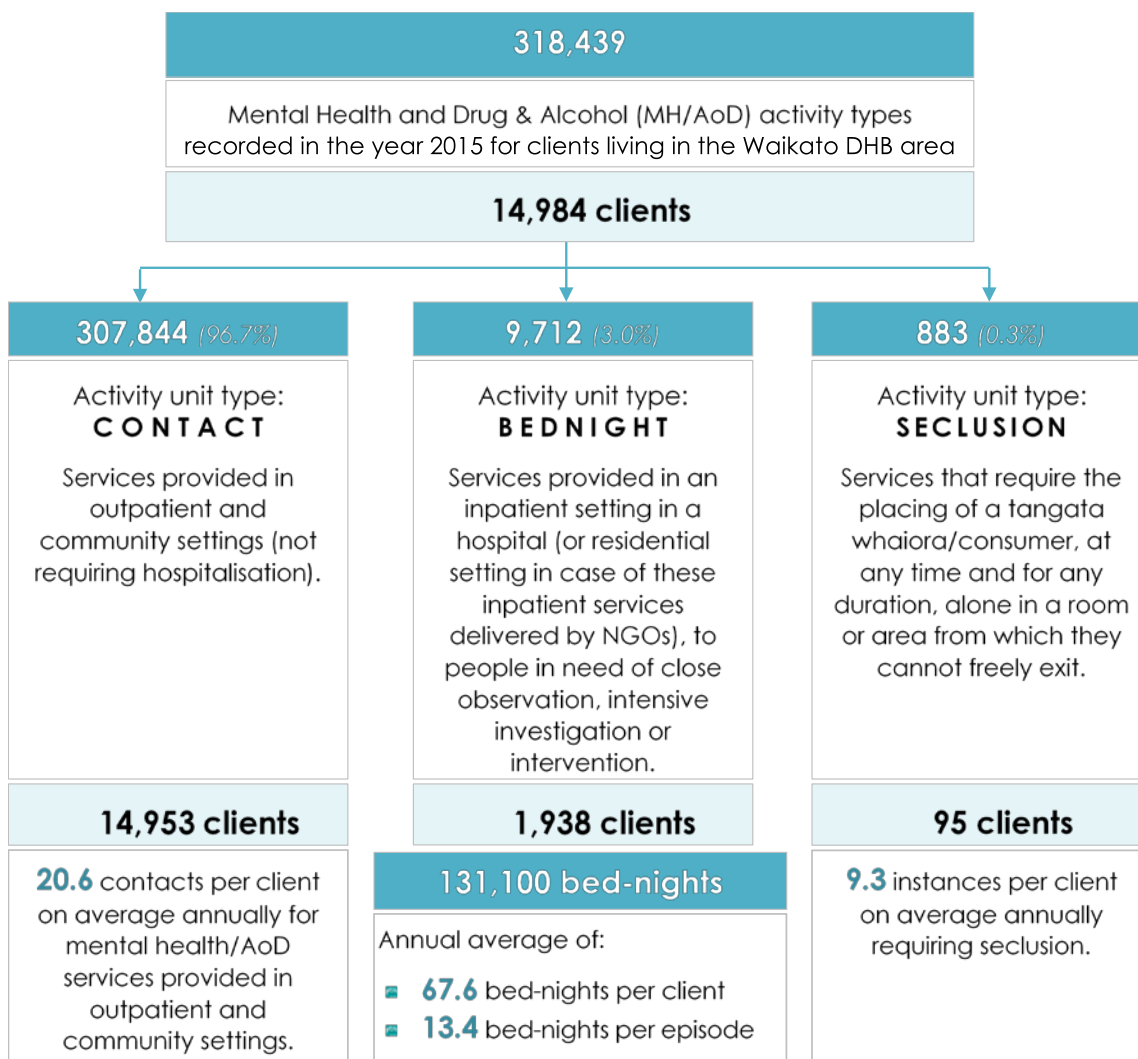 318,439
Mental Health and Drug & Alcohol (MH/AoD) activity types
recorded in the year 2015 for clients living in the Waikato DHB area
14,984 clients
307,844 (96.7%)
Activity unit type:
CONTACT
Services provided in
outpatient and
community settings (not
requiring hospitalisation).
14,953 clients
20.6 contacts per client
on average annually for
mental health/AoD
services provided in
outpatient and
community settings.
9,712 (3.0%)
Activity unit type:
BEDNIGHT
Services provided in an
inpatient setting in a
hospital (or residential
setting in case of these
inpatient services
delivered by NGOs), to
people in need of close
observation, intensive
investigation or
intervention.
1,938 clients
131,100 bed-nights
Annual average of:
67.6 bed-nights per client
13.4 bed-nights per episode
883 (0.3%)
Activity unit type:
SECLUSION
Services that require the
placing of a tangata
whaiora/consumer, at
any time and for any
duration, alone in a room
or area from which they
cannot freely exit.
95 clients
9.3 instances per client
on average annually
requiring seclusion.